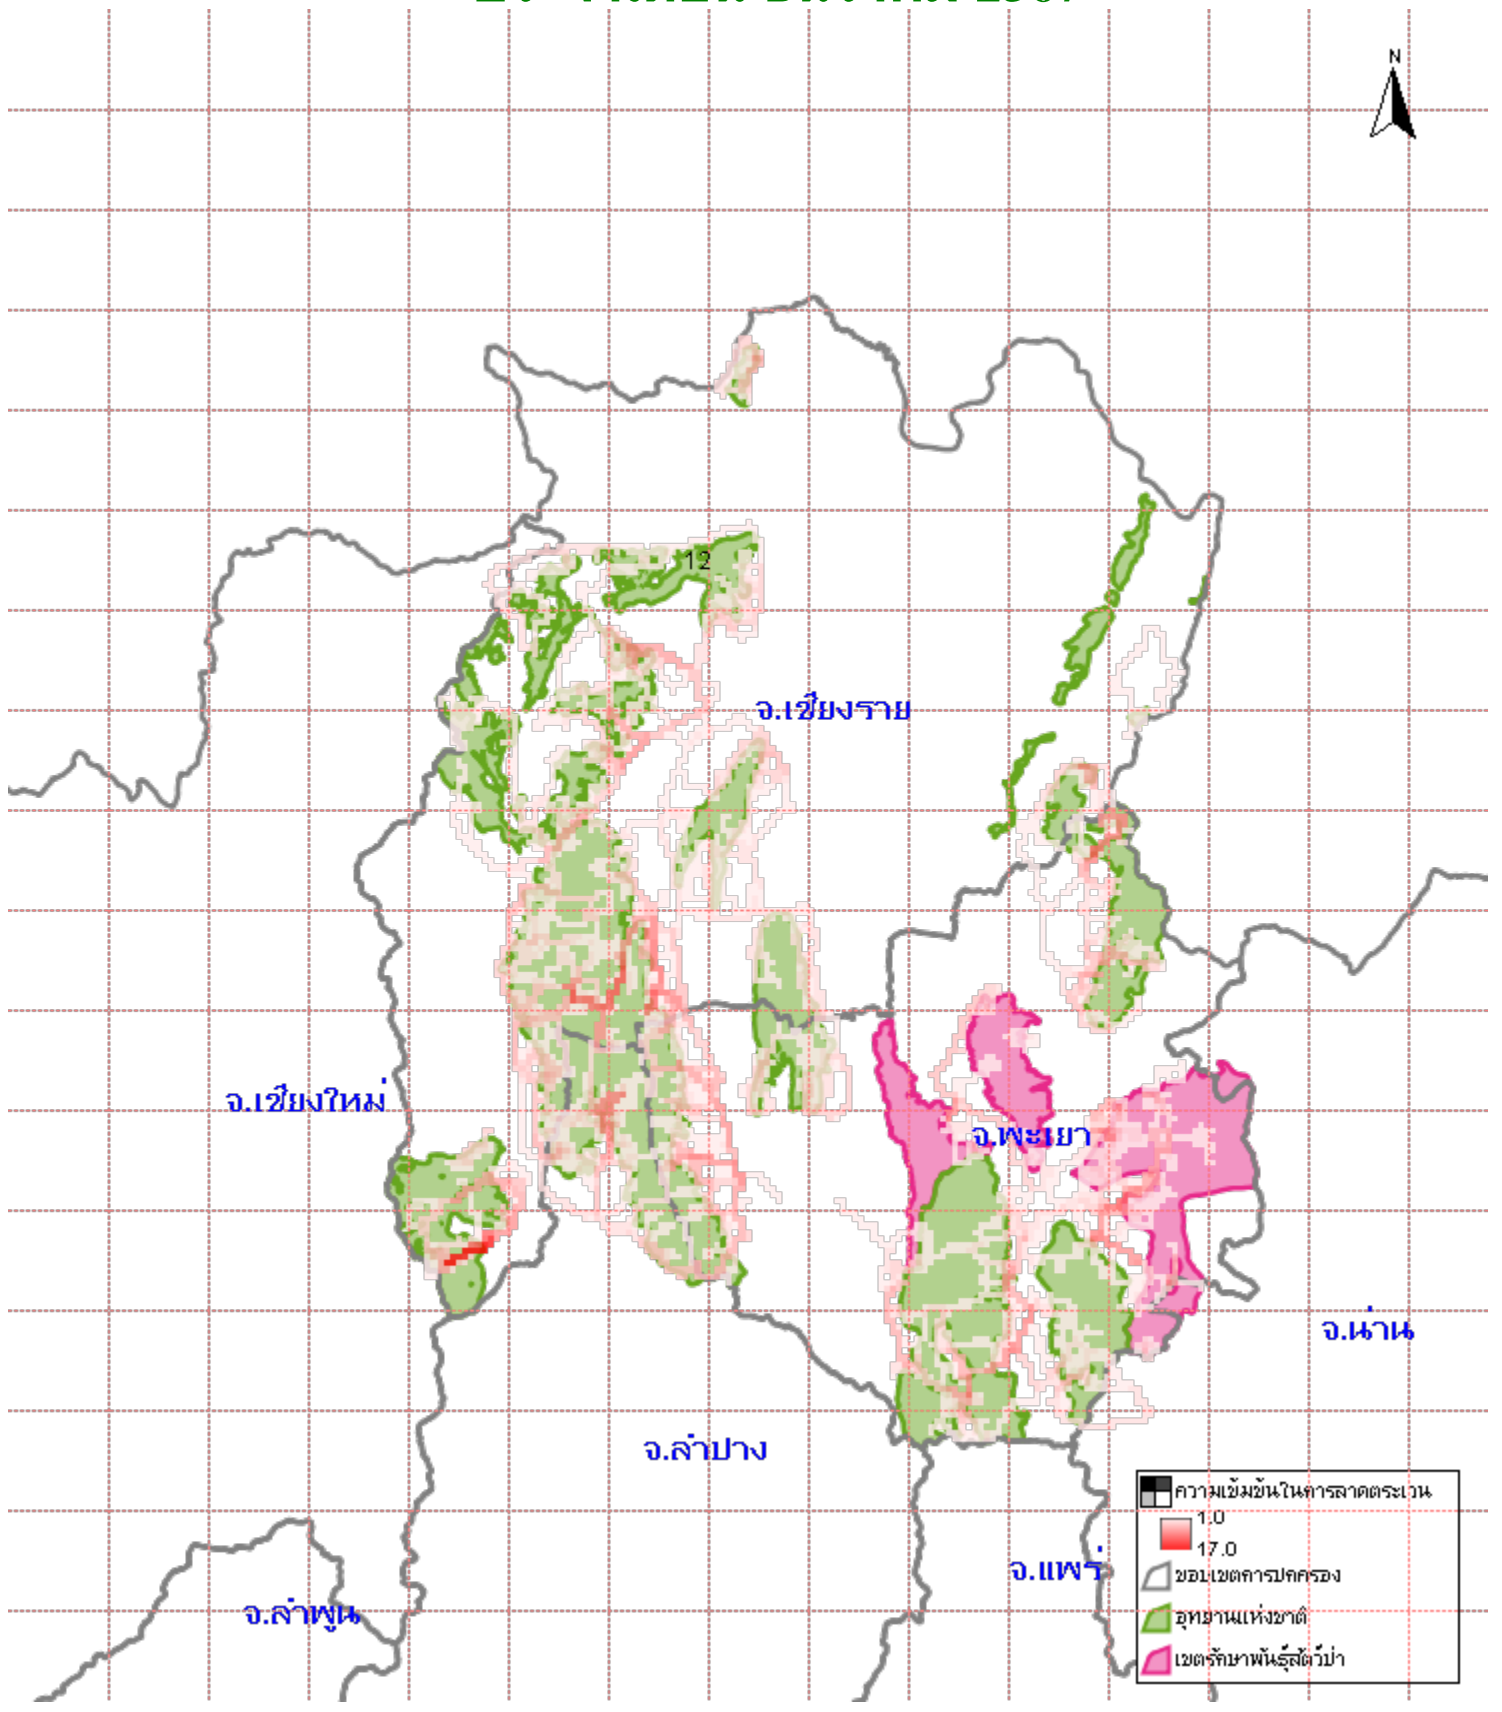 N
12
จ.เชียงราย
จ.เชียงใหม่
จ.พะเยา
จ.น่าน
จ.ลำปาง
จ.แพร่
จ.ลำพูน
ความเข้มข้นในการลาดตระเวน
1.0
17.0
ขอบเขตการปกครอง
อุทยานแห่งชาติ
เขตรักษาพันธุ์สัตว์ป่า